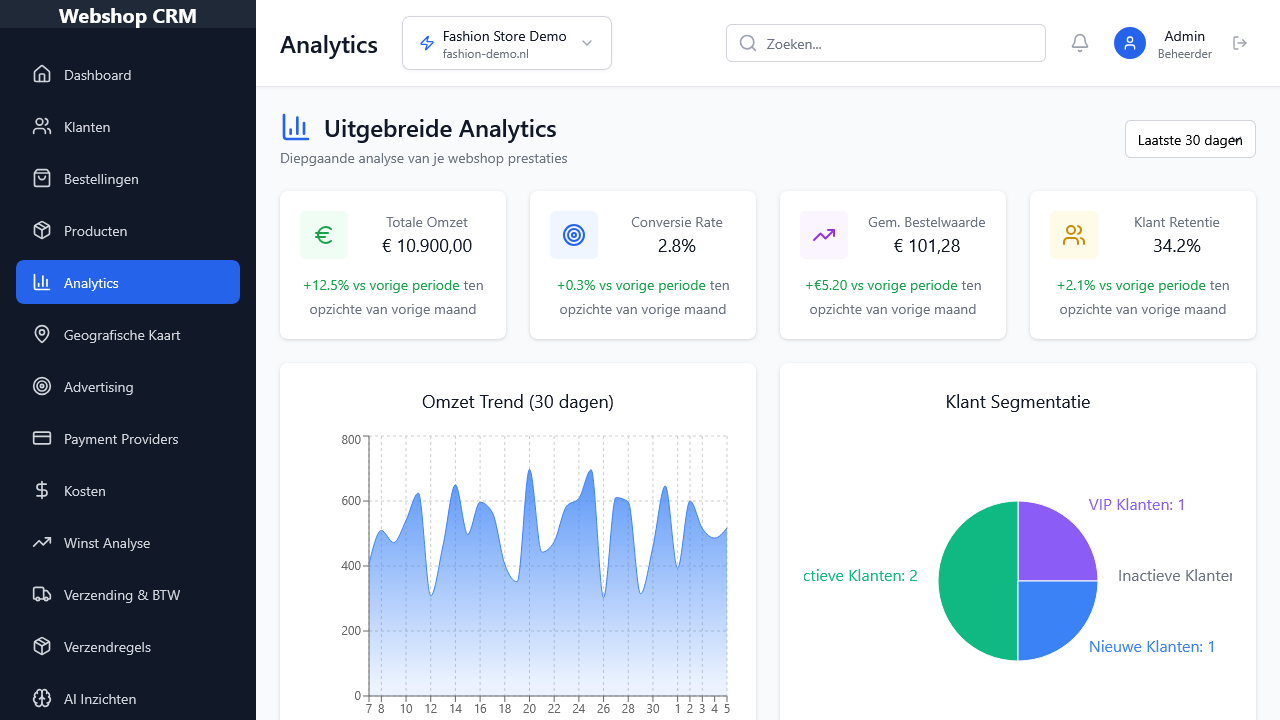 Webshop CRM
Dashboard
Klanten
Bestellingen
Producten
Analytics
Geografische Kaart
Advertising
Payment Providers
Kosten
Winst Analyse
Verzending & BTW
Verzendregels
AI Inzichten
Analytics
Fashion Store Demo
fashion-demo.nl
Zoeken...
Admin
Beheerder
Uitgebreide Analytics
Diepgaande analyse van je webshop prestaties
Laatste 30 dagen
Totale Omzet
€ 10.900,00
+12.5% vs vorige periode ten
opzichte van vorige maand
Conversie Rate
2.8%
+0.3% vs vorige periode ten
opzichte van vorige maand
Gem. Bestelwaarde
€ 101,28
+€5.20 vs vorige periode ten
opzichte van vorige maand
Klant Retentie
34.2%
+2.1% vs vorige periode ten
opzichte van vorige maand
Omzet Trend (30 dagen)
800
600
400
200
0
7 8 10 12 14 16 18 20 22 24 26 28 30 1 2 3 4 5
Klant Segmentatie
VIP Klanten: 1
ctieve Klanten: 2
Inactieve Klanten
Nieuwe Klanten: 1